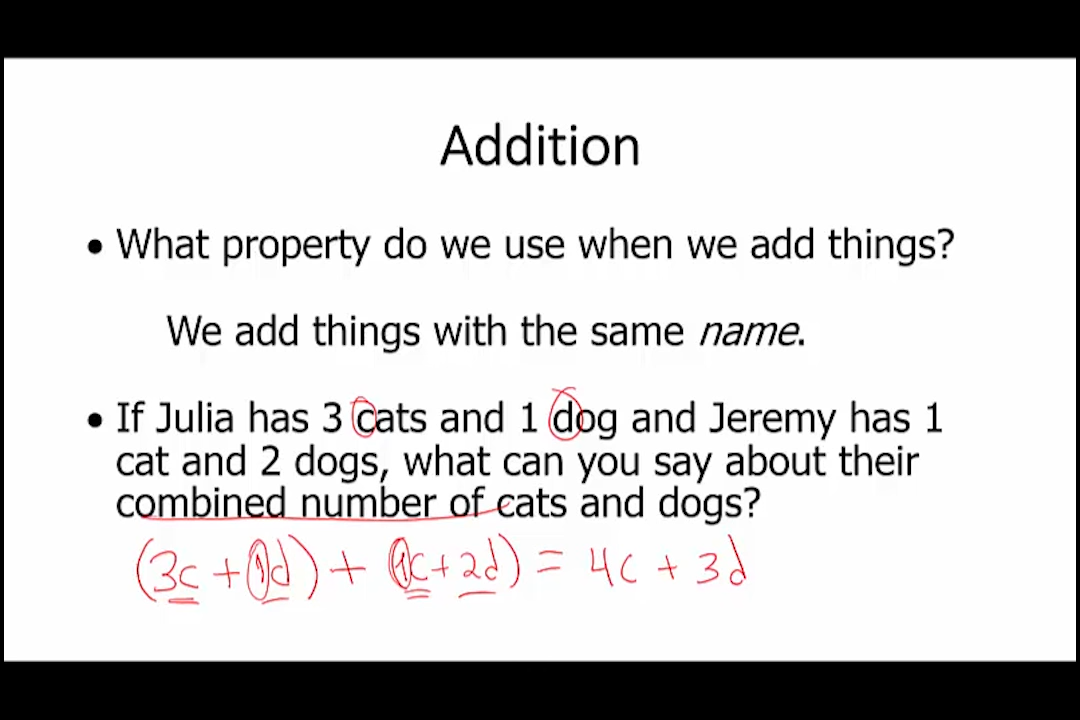 Addition
• What property do we use when we add things?
We add things with the same name.
• If Julia has 3 cats and 1 dog and Jeremy has 1
cat and 2 dogs, what can you say about their
combined number of cats and dogs?
(3c + 1d) + (1c + 2d) = 4c + 3d